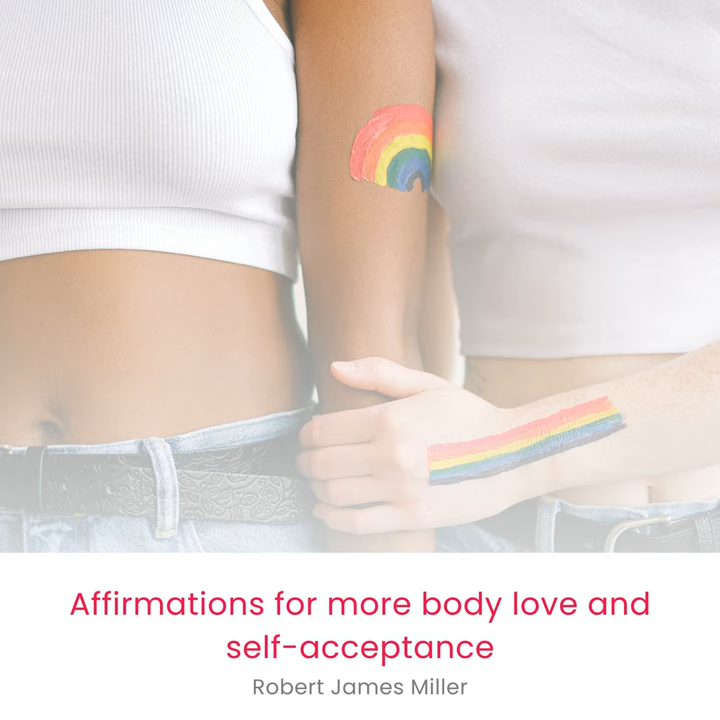 Affirmations for more body love and
self-acceptance
Robert James Miller